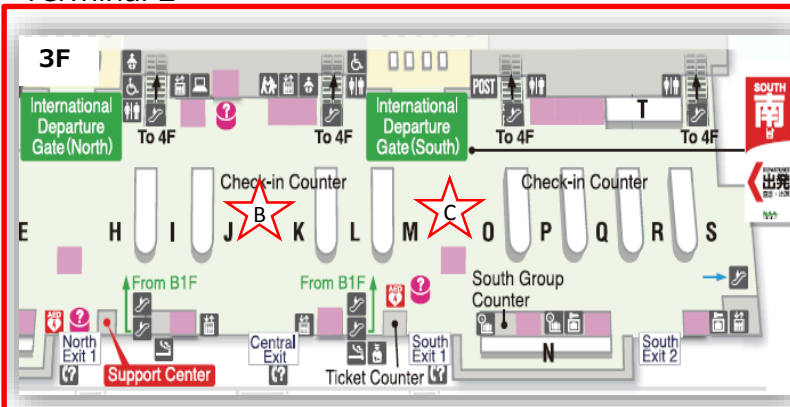 3F
SOUTH
南
出発
POST
International
Departure
Gate(North)
To 4F
To 4F
International
Departure
Gate(South)
To 4F
To 4F
T
Check-in Counter
Check-in Counter
B
C
E
H
I
J
K
L
M
O
P
Q
R
S
From B1F
From B1F
South Group
Counter
AED
AED
North
Exit 1
Support Center
Central
Exit
Ticket Counter
South
Exit 1
N
South
Exit 2